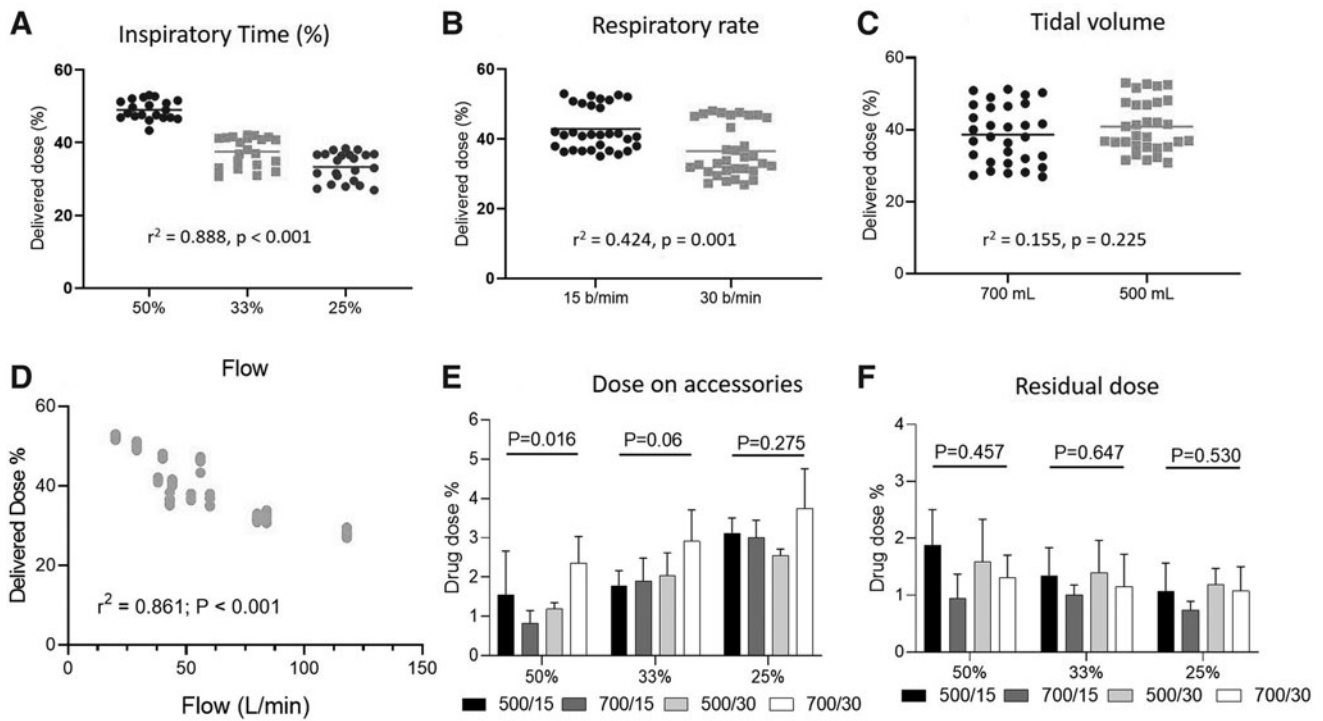 A
Inspiratory Time (%)
Delivered dose (%)
60
40
20
0
50%
33%
25%
r² = 0.888, p < 0.001
B
Respiratory rate
Delivered dose (%)
60
40
20
0
15 b/mim
30 b/min
r² = 0.424, p = 0.001
C
Tidal volume
Delivered dose (%)
60
40
20
0
700 mL
500 mL
r² = 0.155, p = 0.225
D
Flow
Delivered Dose %
60
40
20
0
0
50
100
150
r² = 0.861; P < 0.001
Flow (L/min)
E
Dose on accessories
Drug dose %
6
5
4
3
2
1
0
P=0.016
P=0.06
P=0.275
50%
33%
25%
500/15
700/15
500/30
700/30
F
Residual dose
Drug dose %
4
3
2
1
0
P=0.457
P=0.647
P=0.530
50%
33%
25%
500/15
700/15
500/30
700/30